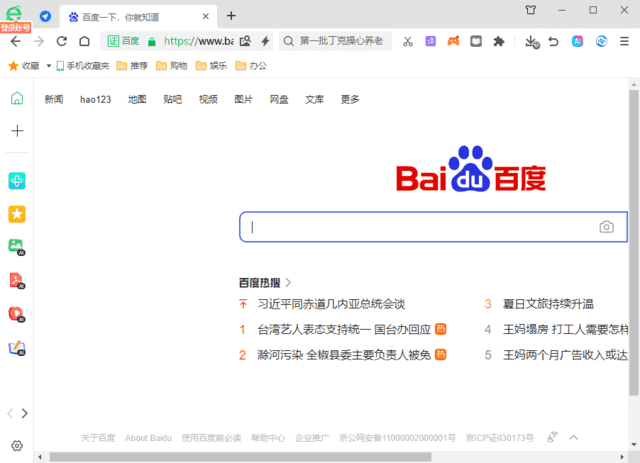 登录账号
百度一下，你就知道
证 百度 https://www.ba
第一批丁克操心养老
译
收藏 手机收藏夹 推荐 购物 娱乐 办公
新闻 hao123 地图 贴吧 视频 图片 网盘 文库 更多
Bai du 百度
百度热搜
习近平同赤道几内亚总统会谈
1 台湾艺人表态支持统一 国台办回应 热
2 滁河污染 全椒县委主要负责人被免 热
3 夏日文旅持续升温
4 王妈塌房 打工人需要怎样
5 王妈两个月广告收入或达
关于百度 About Baidu 使用百度前必读 帮助中心 企业推广 京公网安备11000002000001号 京ICP证030173号